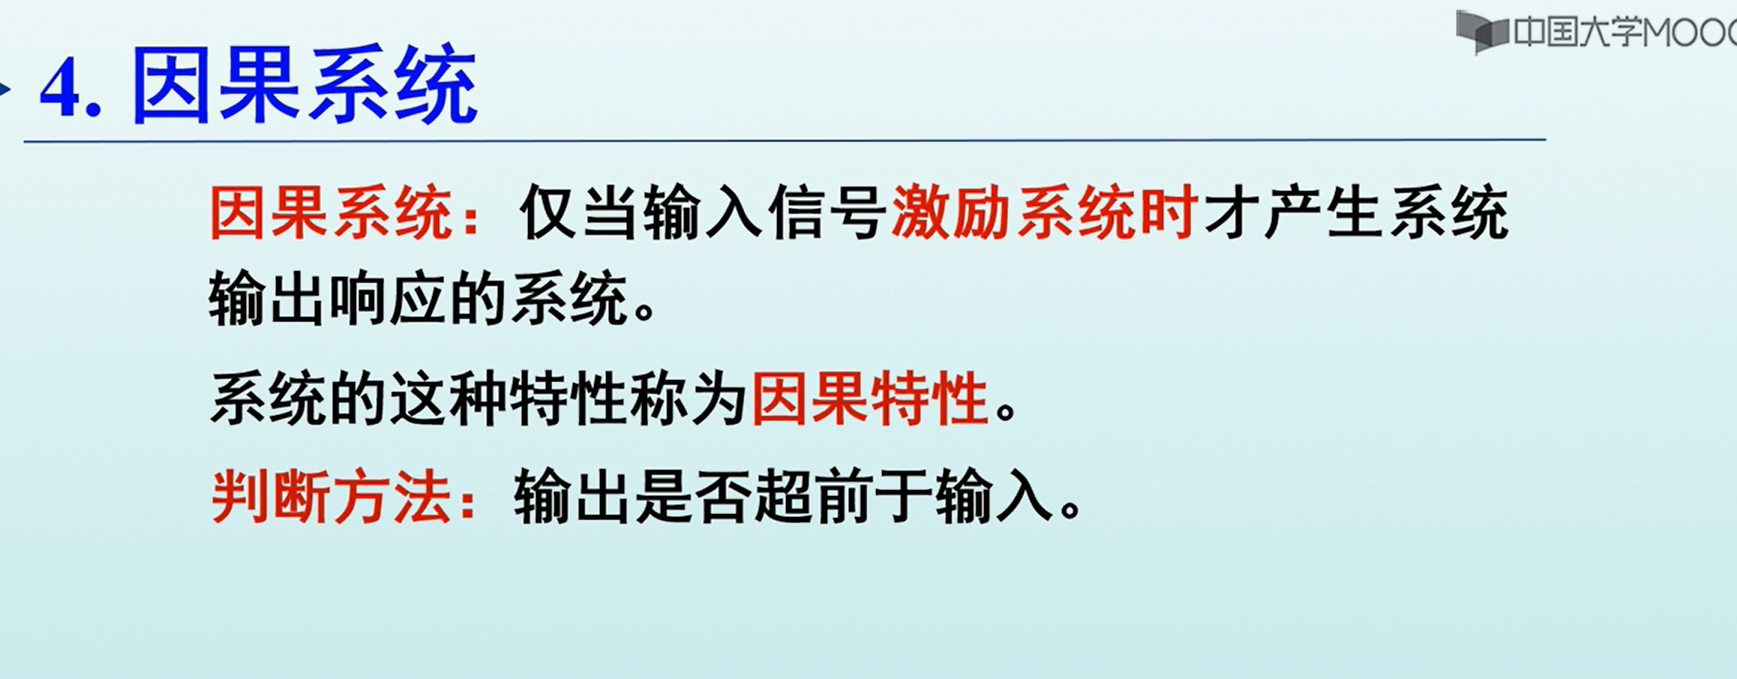 中国大学MOOC
4. 因果系统
因果系统：仅当输入信号激励系统时才产生系统
输出响应的系统。
系统的这种特性称为因果特性。
判断方法：输出是否超前于输入。